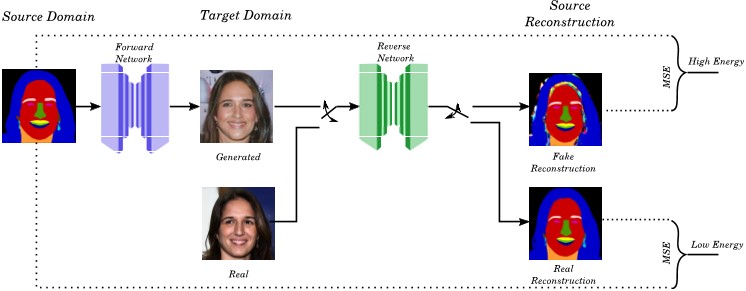 Source Domain
Target Domain
Source
Reconstruction
Forward
Network
Reverse
Network
MSE
High Energy
Generated
Fake
Reconstruction
Real
Real
Reconstruction
MSE
Low Energy